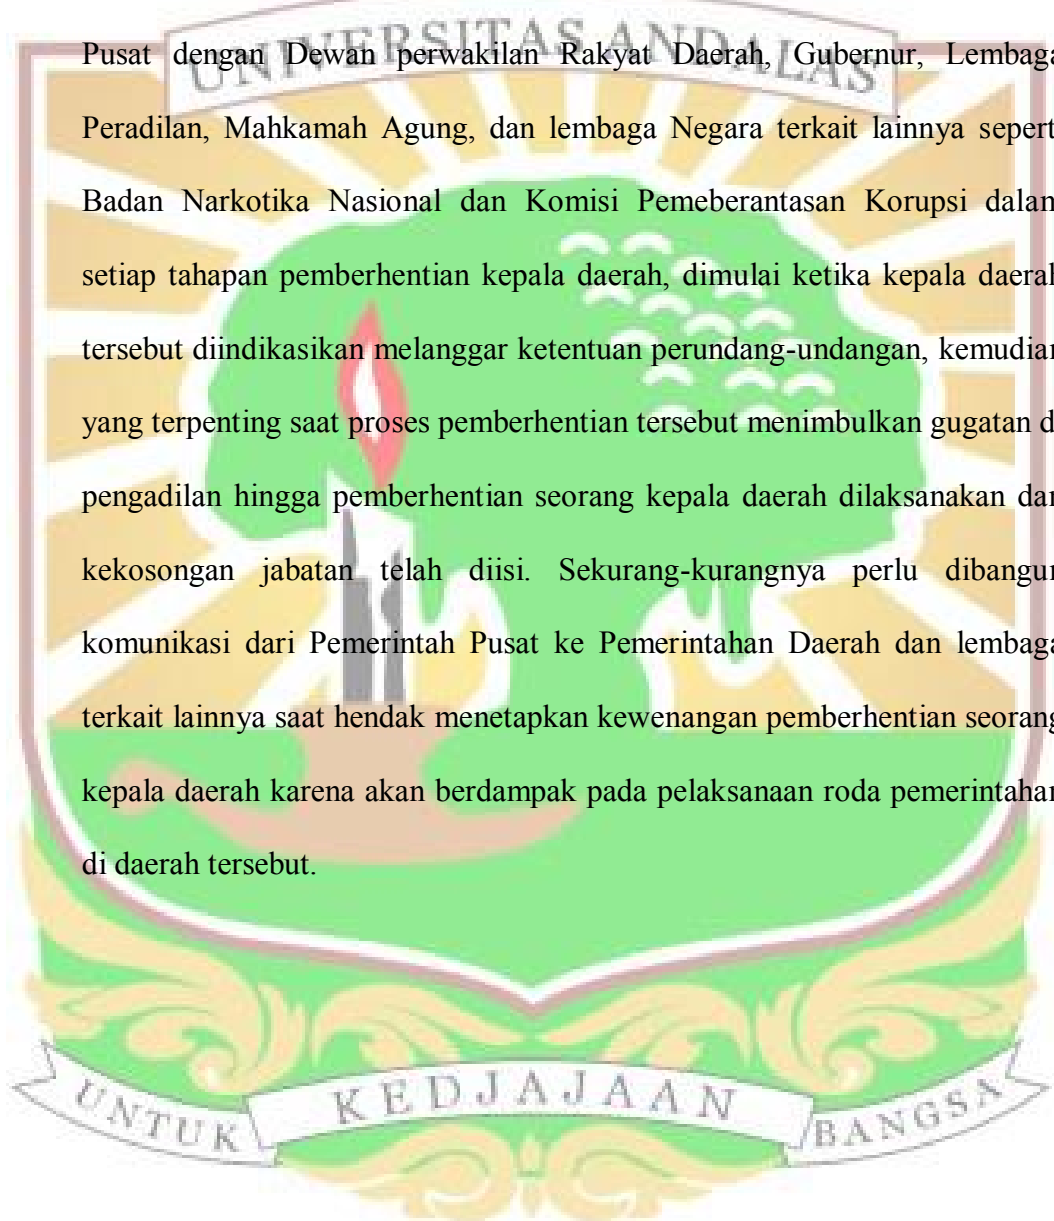 UNIVERSITAS ANDALAS
Pusat dengan Dewan perwakilan Rakyat Daerah, Gubernur, Lembaga
Peradilan, Mahkamah Agung, dan lembaga Negara terkait lainnya seperti
Badan Narkotika Nasional dan Komisi Pemeberantasan Korupsi dalam
setiap tahapan pemberhentian kepala daerah, dimulai ketika kepala daerah
tersebut diindikasikan melanggar ketentuan perundang-undangan, kemudian
yang terpenting saat proses pemberhentian tersebut menimbulkan gugatan di
pengadilan hingga pemberhentian seorang kepala daerah dilaksanakan dan
kekosongan jabatan telah diisi. Sekurang-kurangnya perlu dibangun
komunikasi dari Pemerintah Pusat ke Pemerintahan Daerah dan lembaga
terkait lainnya saat hendak menetapkan kewenangan pemberhentian seorang
kepala daerah karena akan berdampak pada pelaksanaan roda pemerintahan
di daerah tersebut.
UNTUK KEDJAJAAN BANGSA